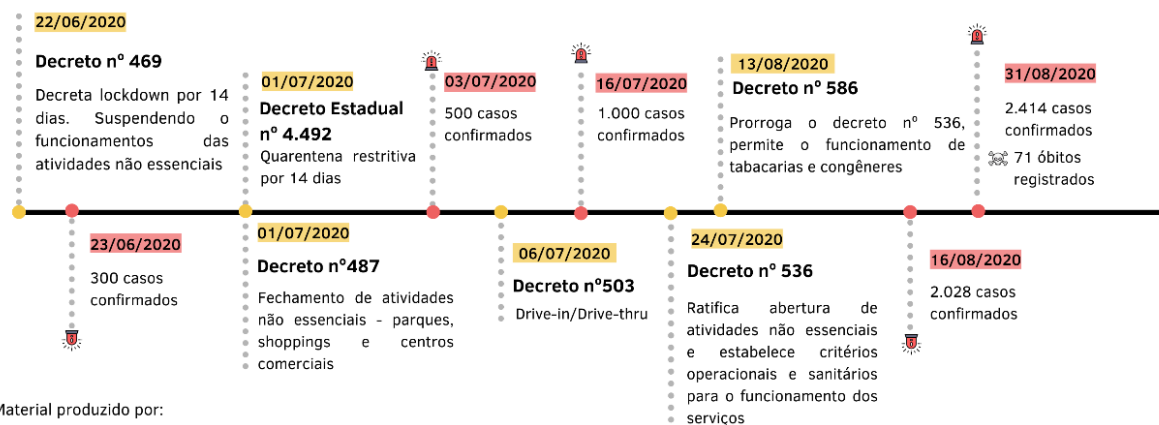 22/06/2020
Decreto nº 469
Decreta lockdown por 14
dias. Suspendendo o
funcionamentos das
atividades não essenciais
23/06/2020
300 casos
confirmados
01/07/2020
Decreto Estadual
nº 4.492
Quarentena restritiva
por 14 dias
01/07/2020
Decreto nº487
Fechamento de atividades
não essenciais - parques,
shoppings e centros
comerciais
03/07/2020
500 casos
confirmados
06/07/2020
Decreto nº503
Drive-in/Drive-thru
16/07/2020
1.000 casos
confirmados
24/07/2020
Decreto nº 536
Ratifica abertura de
atividades não essenciais
e estabelece critérios
operacionais e sanitários
para o funcionamento dos
serviços
13/08/2020
Decreto nº 586
Prorroga o decreto nº 536,
permite o funcionamento de
tabacarias e congêneres
16/08/2020
2.028 casos
confirmados
31/08/2020
2.414 casos
confirmados
71 óbitos
registrados
Material produzido por: